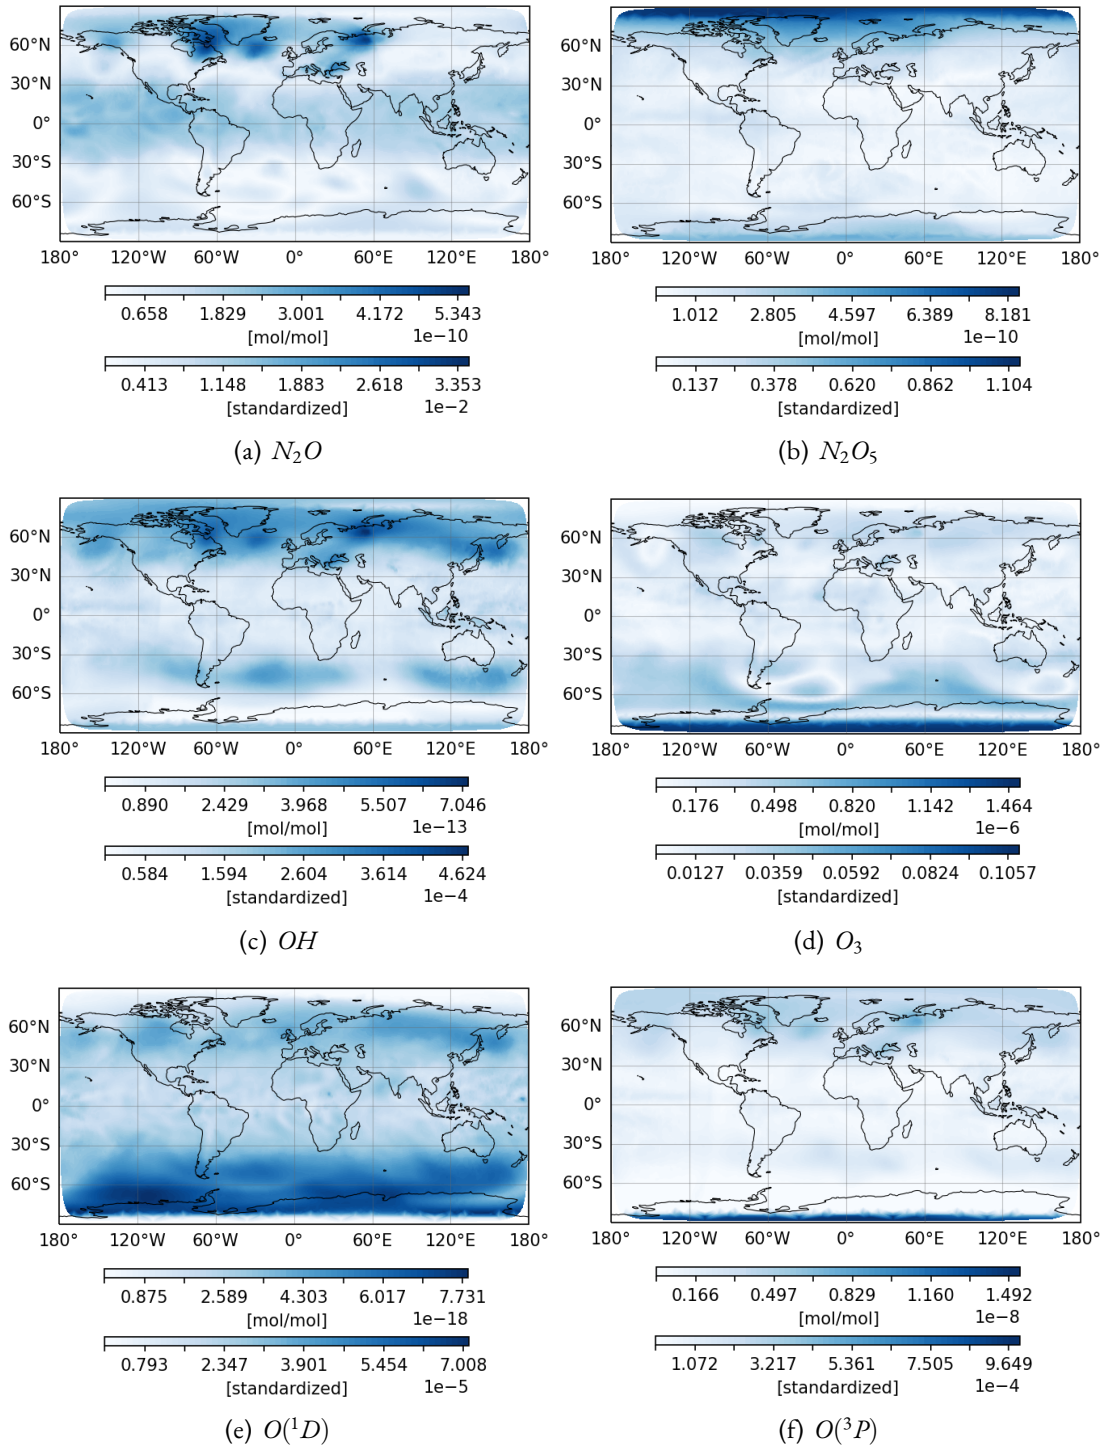 60°N
30°N
0°
30°S
60°S
180° 120°W 60°W 0° 60°E 120°E 180°
0.658 1.829 3.001 4.172 5.343
[mol/mol] 1e−10
0.413 1.148 1.883 2.618 3.353
[standardized] 1e−2
(a) N₂O
60°N
30°N
0°
30°S
60°S
180° 120°W 60°W 0° 60°E 120°E 180°
1.012 2.805 4.597 6.389 8.181
[mol/mol] 1e−10
0.137 0.378 0.620 0.862 1.104
[standardized]
(b) N₂O₅
60°N
30°N
0°
30°S
60°S
180° 120°W 60°W 0° 60°E 120°E 180°
0.890 2.429 3.968 5.507 7.046
[mol/mol] 1e−13
0.584 1.594 2.604 3.614 4.624
[standardized] 1e−4
(c) OH
60°N
30°N
0°
30°S
60°S
180° 120°W 60°W 0° 60°E 120°E 180°
0.176 0.498 0.820 1.142 1.464
[mol/mol] 1e−6
0.0127 0.0359 0.0592 0.0824 0.1057
[standardized]
(d) O₃
60°N
30°N
0°
30°S
60°S
180° 120°W 60°W 0° 60°E 120°E 180°
0.875 2.589 4.303 6.017 7.731
[mol/mol] 1e−18
0.793 2.347 3.901 5.454 7.008
[standardized] 1e−5
(e) O(¹D)
60°N
30°N
0°
30°S
60°S
180° 120°W 60°W 0° 60°E 120°E 180°
0.166 0.497 0.829 1.160 1.492
[mol/mol] 1e−8
1.072 3.217 5.361 7.505 9.649
[standardized] 1e−4
(f) O(³P)